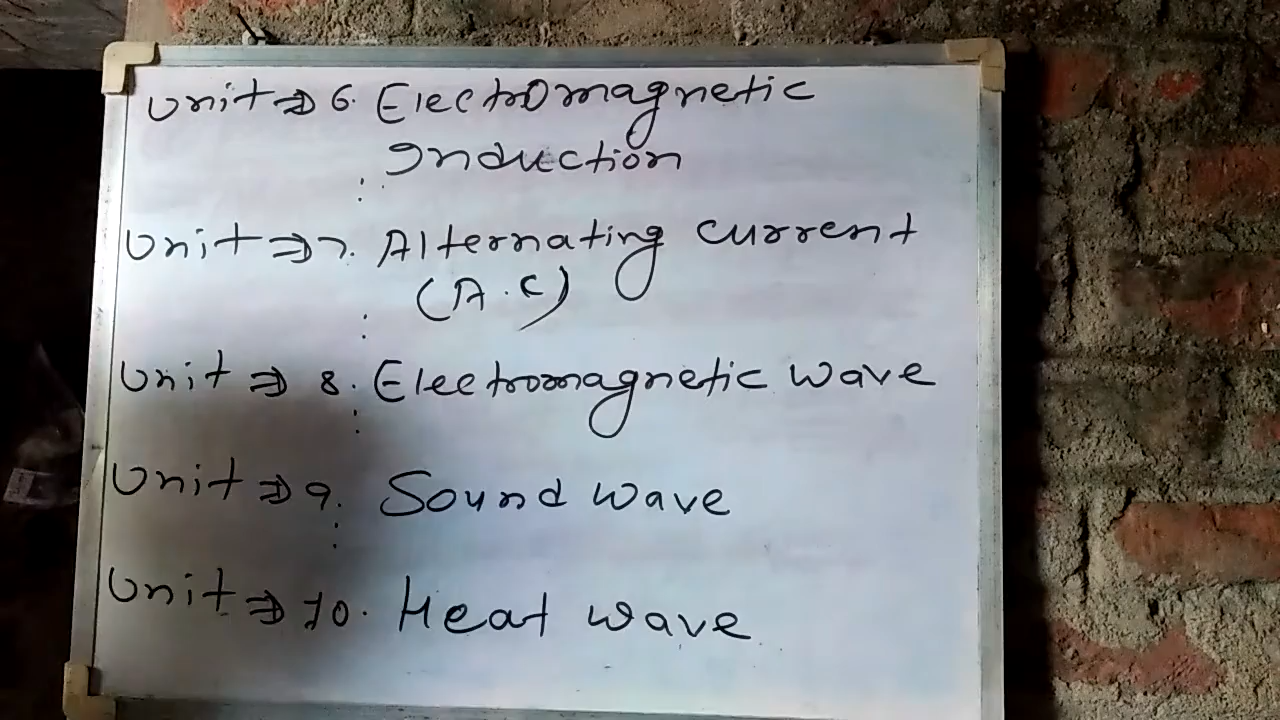 Unit ⇒ 6. Electromagnetic
Induction
Unit ⇒ 7. Alternating current
(A.C)
Unit ⇒ 8. Electromagnetic wave
Unit ⇒ 9. Sound wave
Unit ⇒ 10. Heat wave